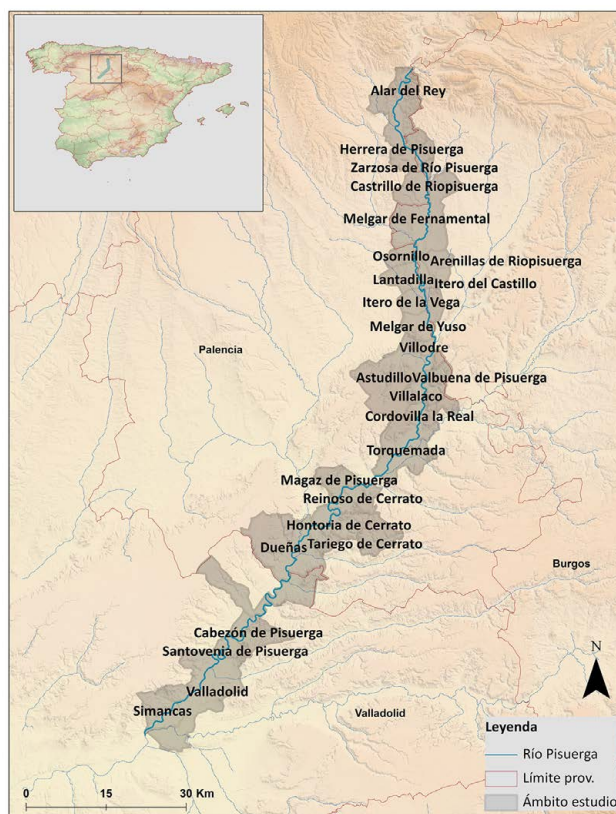 Alar del Rey
Herrera de Pisuerga
Zarzosa de Río Pisuerga
Castrillo de Riopisuerga
Melgar de Fernamental
Osornillo
Arenillas de Riopisuerga
Lantadilla
Itero del Castillo
Itero de la Vega
Melgar de Yuso
Palencia
Villodre
Astudillo
Valbuena de Pisuerga
Villalaco
Cordovilla la Real
Torquemada
Magaz de Pisuerga
Reinoso de Cerrato
Hontoria de Cerrato
Dueñas
Tariego de Cerrato
Burgos
Cabezón de Pisuerga
Santovenia de Pisuerga
N
Valladolid
Simancas
Valladolid
Leyenda
Río Pisuerga
Límite prov.
Ámbito estudio
0 15 30 Km